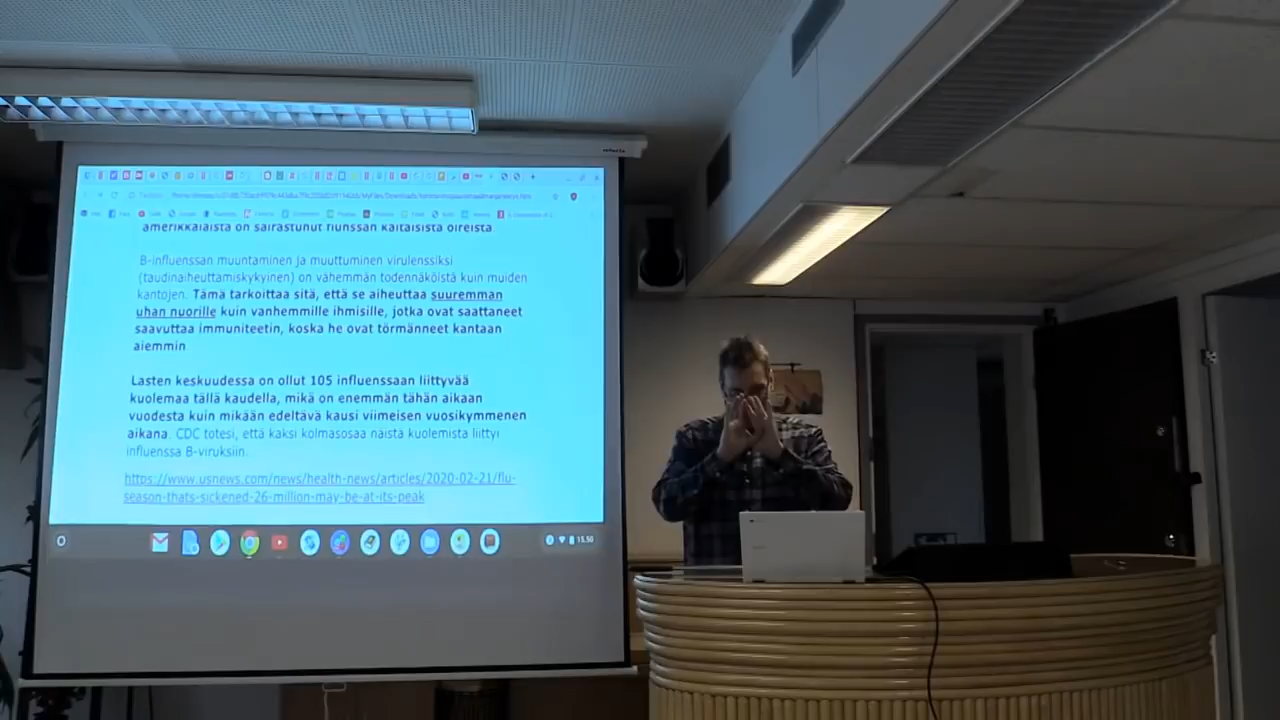 amerikkalaista on sairastunut flunssan kaltaisista oireista
B-influenssan muuntaminen ja muuttuminen virulenssiksi
(taudinaiheuttamiskykyinen) on vähemmän todennäköistä kuin muiden
kantojen. Tämä tarkoittaa sitä, että se aiheuttaa suuremman
uhan nuorille kuin vanhemmille ihmisille, jotka ovat saattaneet
saavuttaa immuniteetin, koska he ovat törmänneet kantaan
aiemmin
Lasten keskuudessa on ollut 105 influenssaan liittyvää
kuolemaa tällä kaudella, mikä on enemmän tähän aikaan
vuodesta kuin mikään edeltävä kausi viimeisen vuosikymmenen
aikana. CDC totesi, että kaksi kolmasosaa näistä kuolemista liittyi
influenssa B-viruksiin.
https://www.usnews.com/news/health-news/articles/2020-02-21/flu-
season-thats-sickened-26-million-may-be-at-its-peak
15.50